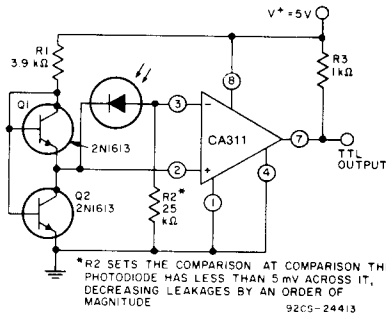 V+ = 5V
R1
3.9 kΩ
R3
1kΩ
Q1
8
3
−
CA311
7
2N1613
2
+
4
TTL
OUTPUT
Q2
2N1613
R2*
25
kΩ
1
*R2 SETS THE COMPARISON AT COMPARISON TH
PHOTODIODE HAS LESS THAN 5 mV ACROSS IT,
DECREASING LEAKAGES BY AN ORDER OF
MAGNITUDE
92CS-24413